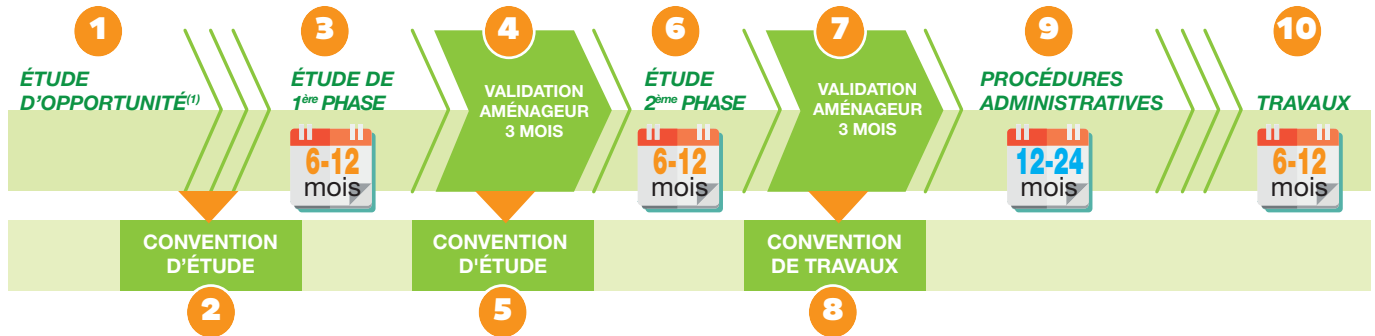 1
ÉTUDE
D'OPPORTUNITÉ(1)
2
CONVENTION
D'ÉTUDE
3
ÉTUDE DE
1ère PHASE
6-12
mois
4
VALIDATION
AMÉNAGEUR
3 MOIS
5
CONVENTION
D'ÉTUDE
6
ÉTUDE
2ème PHASE
6-12
mois
7
VALIDATION
AMÉNAGEUR
3 MOIS
8
CONVENTION
DE TRAVAUX
9
PROCÉDURES
ADMINISTRATIVES
12-24
mois
10
TRAVAUX
6-12
mois